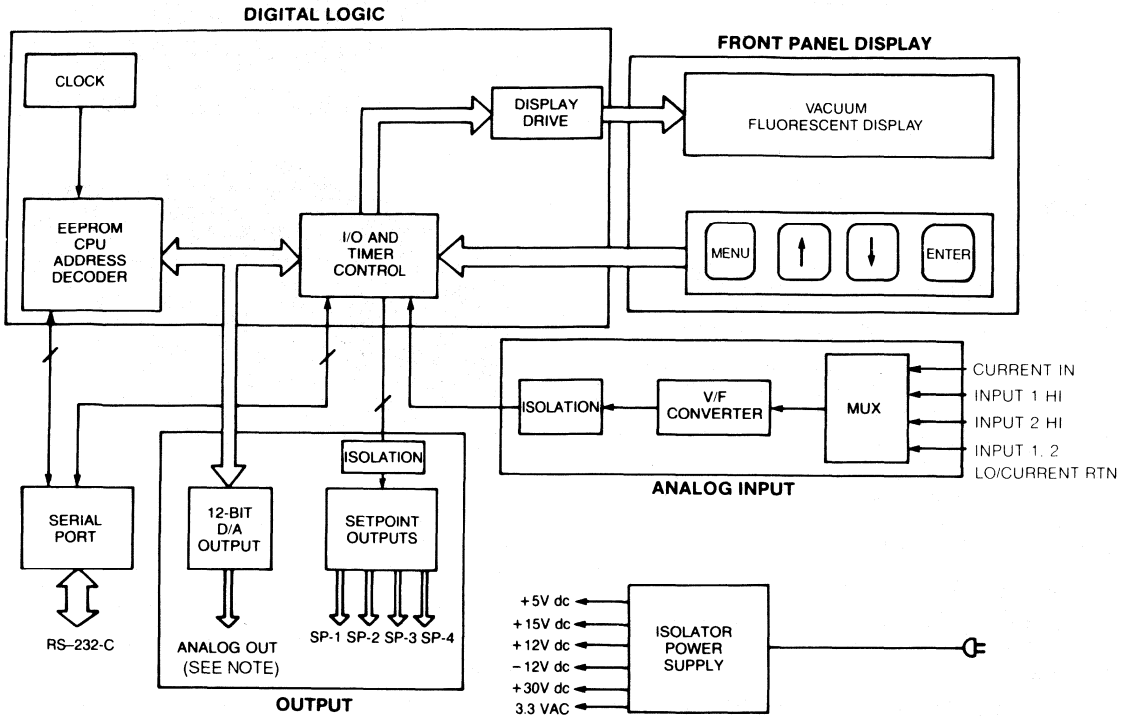 DIGITAL LOGIC
FRONT PANEL DISPLAY
CLOCK
DISPLAY
DRIVE
VACUUM
FLUORESCENT DISPLAY
EEPROM
CPU
ADDRESS
DECODER
I/O AND
TIMER
CONTROL
MENU
ENTER
ISOLATION
V/F
CONVERTER
MUX
CURRENT IN
INPUT 1 HI
INPUT 2 HI
INPUT 1, 2
LO/CURRENT RTN
ANALOG INPUT
ISOLATION
SERIAL
PORT
12-BIT
D/A
OUTPUT
SETPOINT
OUTPUTS
RS–232-C
ANALOG OUT
(SEE NOTE)
SP-1 SP-2 SP-3 SP-4
OUTPUT
+5V dc
+15V dc
+12V dc
−12V dc
+30V dc
3.3 VAC
ISOLATOR
POWER
SUPPLY